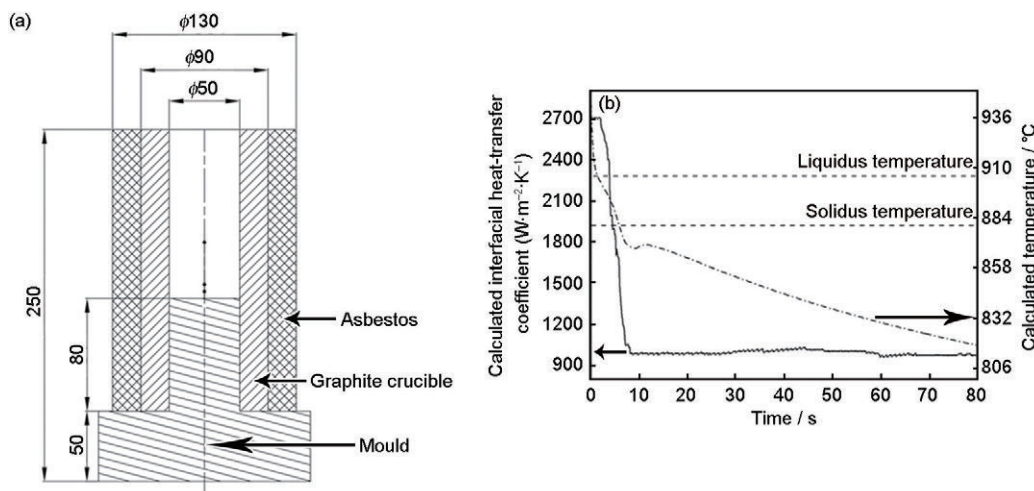 (a)
ϕ130
ϕ90
ϕ50
250
80
50
Asbestos
Graphite crucible
Mould
(b)
Calculated interfacial heat-transfer
coefficient (W·m⁻²·K⁻¹)
2700
2400
2100
1800
1500
1200
900
Liquidus temperature
Solidus temperature
936
910
884
858
832
806
Calculated temperature / °C
0 10 20 30 40 50 60 70 80
Time / s